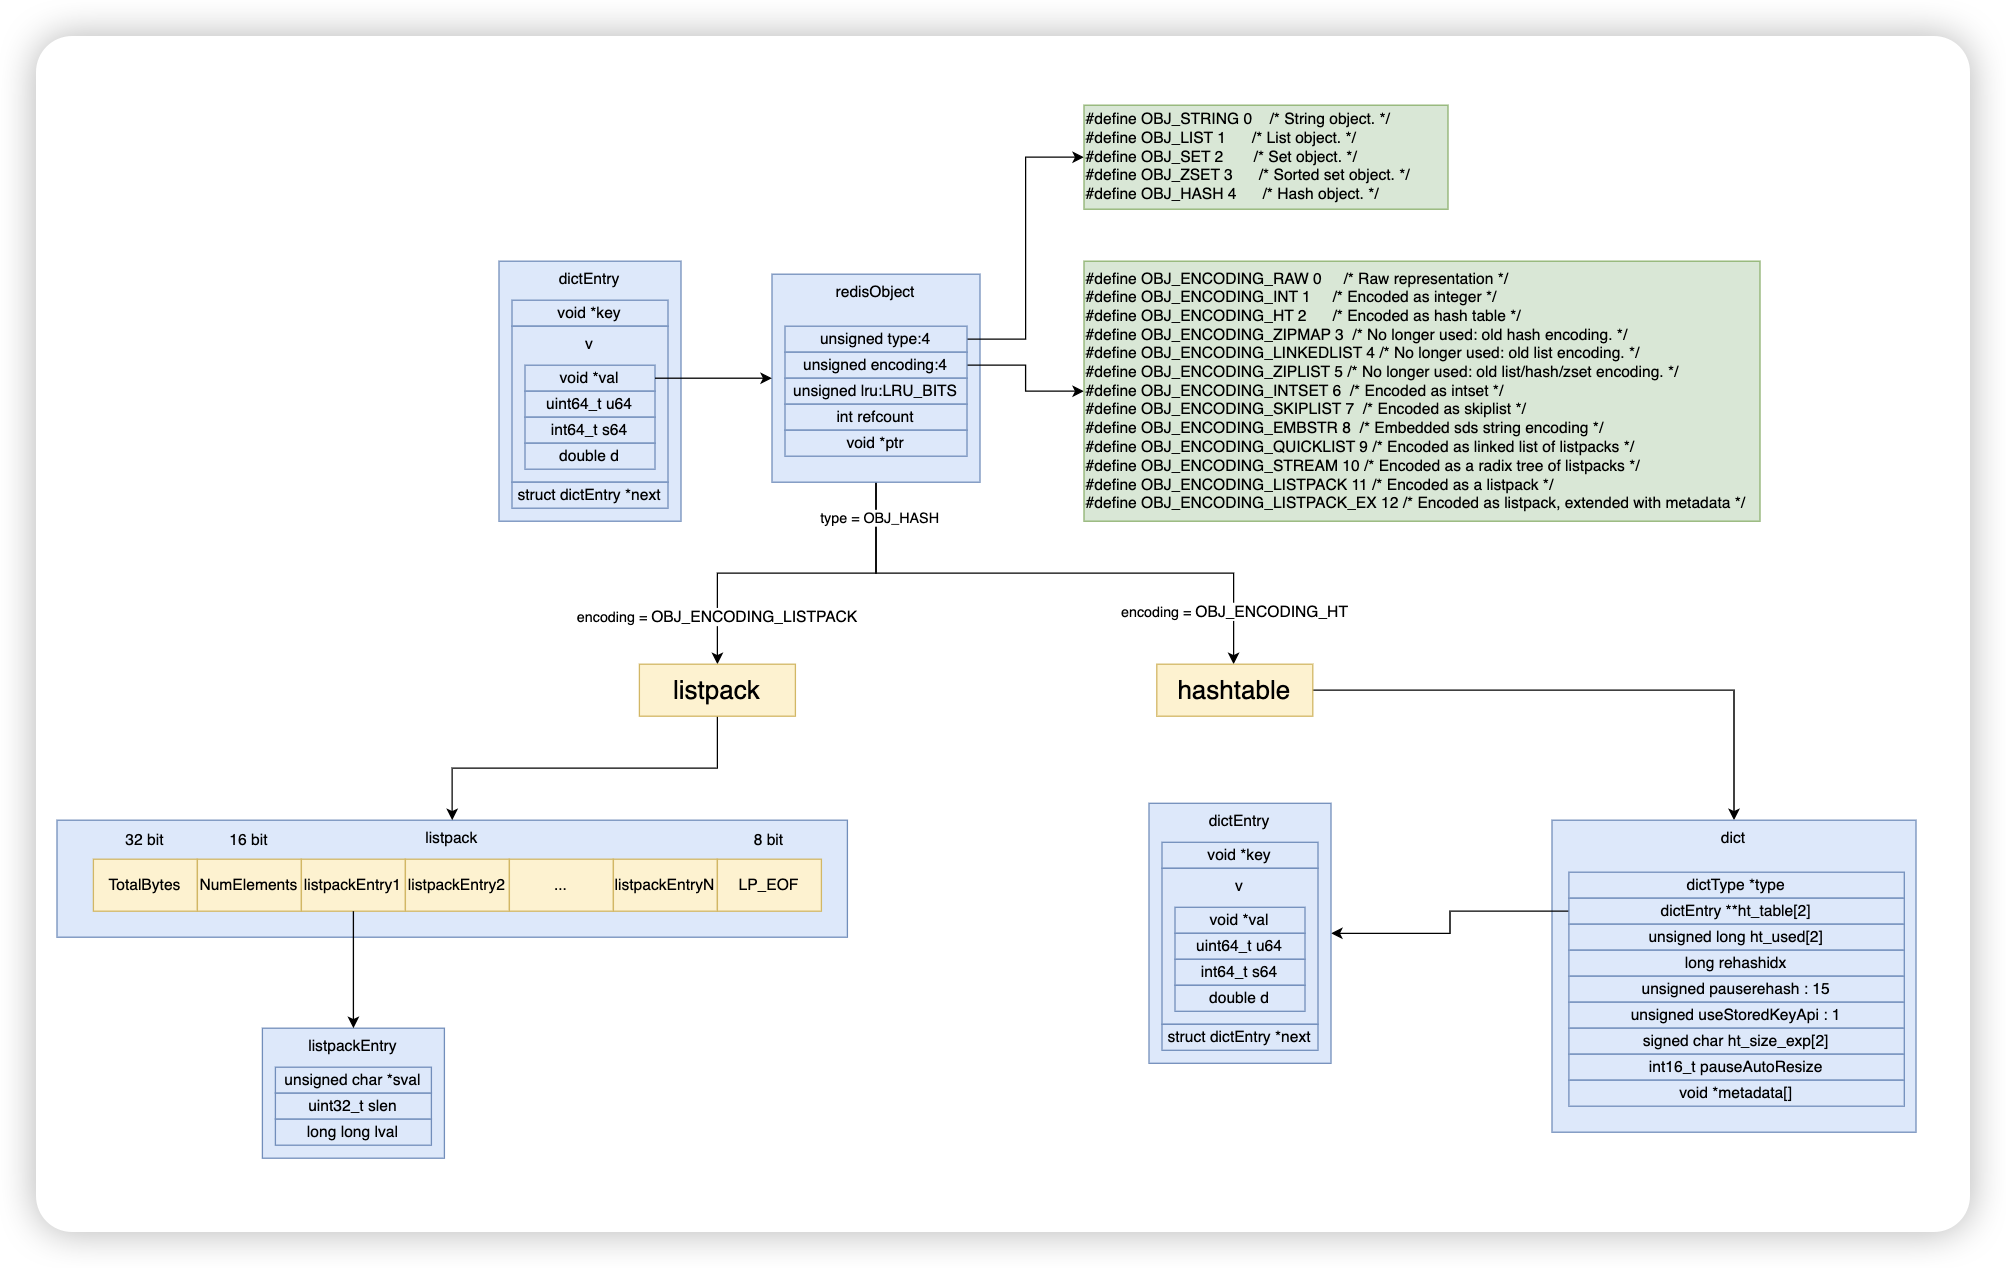 #define OBJ_STRING 0    /* String object. */
#define OBJ_LIST 1      /* List object. */
#define OBJ_SET 2       /* Set object. */
#define OBJ_ZSET 3      /* Sorted set object. */
#define OBJ_HASH 4      /* Hash object. */
dictEntry
void *key
v
void *val
uint64_t u64
int64_t s64
double d
struct dictEntry *next
redisObject
unsigned type:4
unsigned encoding:4
unsigned lru:LRU_BITS
int refcount
void *ptr
#define OBJ_ENCODING_RAW 0     /* Raw representation */
#define OBJ_ENCODING_INT 1     /* Encoded as integer */
#define OBJ_ENCODING_HT 2      /* Encoded as hash table */
#define OBJ_ENCODING_ZIPMAP 3  /* No longer used: old hash encoding. */
#define OBJ_ENCODING_LINKEDLIST 4 /* No longer used: old list encoding. */
#define OBJ_ENCODING_ZIPLIST 5 /* No longer used: old list/hash/zset encoding. */
#define OBJ_ENCODING_INTSET 6  /* Encoded as intset */
#define OBJ_ENCODING_SKIPLIST 7  /* Encoded as skiplist */
#define OBJ_ENCODING_EMBSTR 8  /* Embedded sds string encoding */
#define OBJ_ENCODING_QUICKLIST 9 /* Encoded as linked list of listpacks */
#define OBJ_ENCODING_STREAM 10 /* Encoded as a radix tree of listpacks */
#define OBJ_ENCODING_LISTPACK 11 /* Encoded as a listpack */
#define OBJ_ENCODING_LISTPACK_EX 12 /* Encoded as listpack, extended with metadata */
type = OBJ_HASH
encoding = OBJ_ENCODING_LISTPACK
encoding = OBJ_ENCODING_HT
listpack
hashtable
32 bit
16 bit
listpack
8 bit
TotalBytes
NumElements
listpackEntry1
listpackEntry2
...
listpackEntryN
LP_EOF
listpackEntry
unsigned char *sval
uint32_t slen
long long lval
dictEntry
void *key
v
void *val
uint64_t u64
int64_t s64
double d
struct dictEntry *next
dict
dictType *type
dictEntry **ht_table[2]
unsigned long ht_used[2]
long rehashidx
unsigned pauserehash : 15
unsigned useStoredKeyApi : 1
signed char ht_size_exp[2]
int16_t pauseAutoResize
void *metadata[]